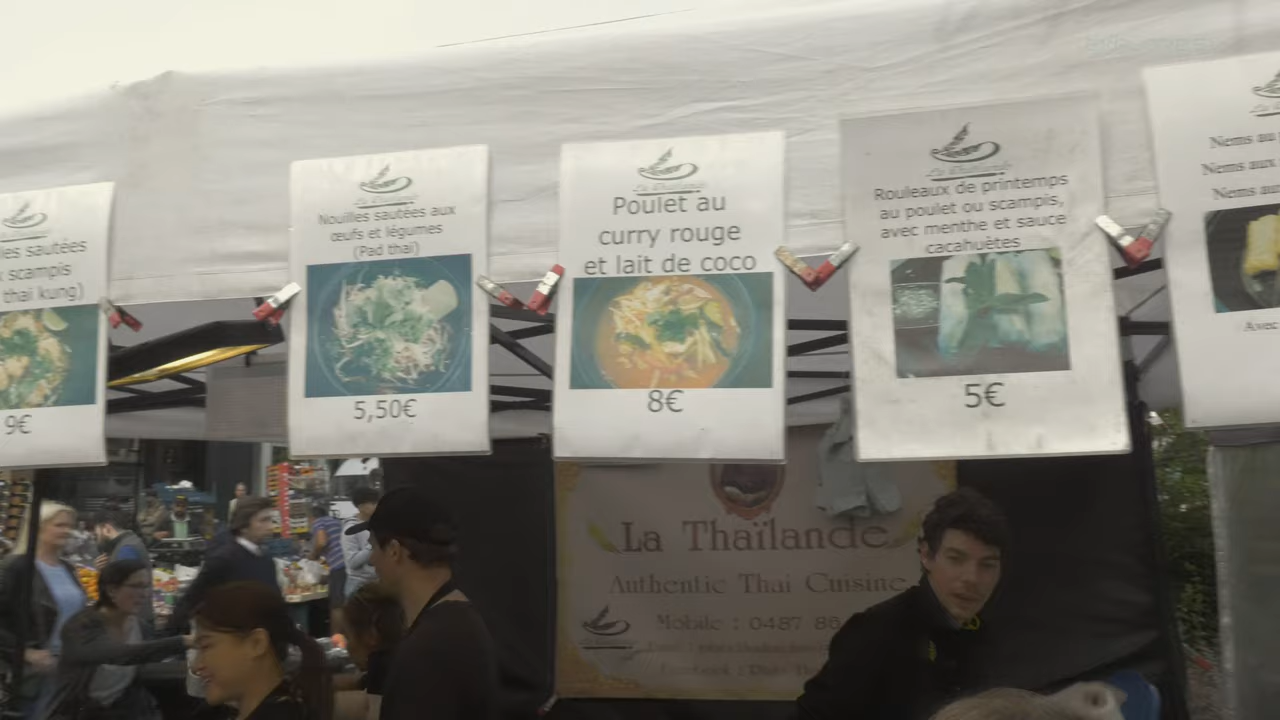 les sautées
scampis
thai kung)
9€
Nouilles sautées aux
œufs et légumes
(Pad thai)
5,50€
Poulet au
curry rouge
et lait de coco
8€
Rouleaux de printemps
au poulet ou scampis,
avec menthe et sauce
cacahuètes
5€
Nems au
Nems aux
Nems au
Avec
La Thaïlande
Authentic Thai Cuisine
Mobile : 0487 86